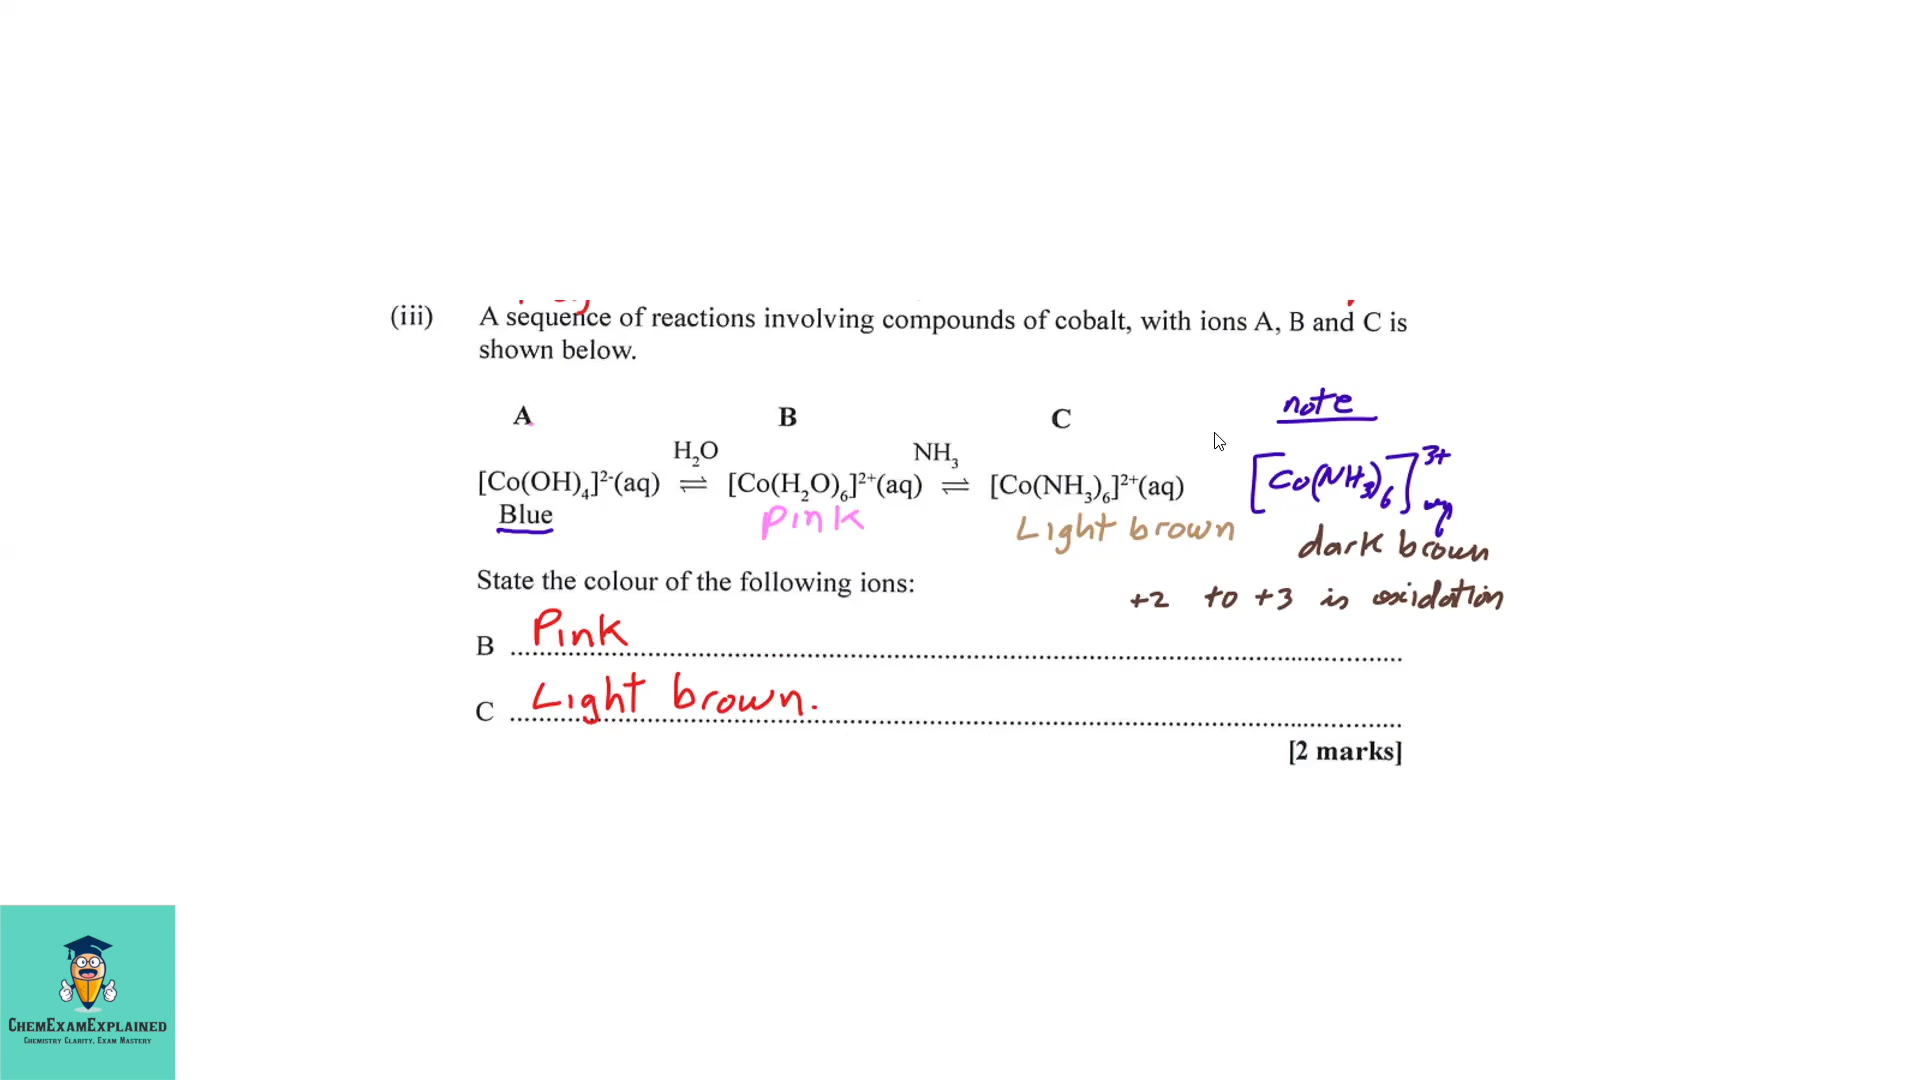 (iii) A sequence of reactions involving compounds of cobalt, with ions A, B and C is
shown below.
note
A B C
H₂O NH₃
[Co(OH)₄]²⁻(aq) ⇌ [Co(H₂O)₆]²⁺(aq) ⇌ [Co(NH₃)₆]²⁺(aq) [Co(NH₃)₆]³⁺
Blue Pink Light brown dark brown
State the colour of the following ions:
+2 to +3 is oxidation
B Pink
C Light brown.
[2 marks]
CHEMEXAMEXPLAINED
CHEMISTRY CLARITY, EXAM MASTERY